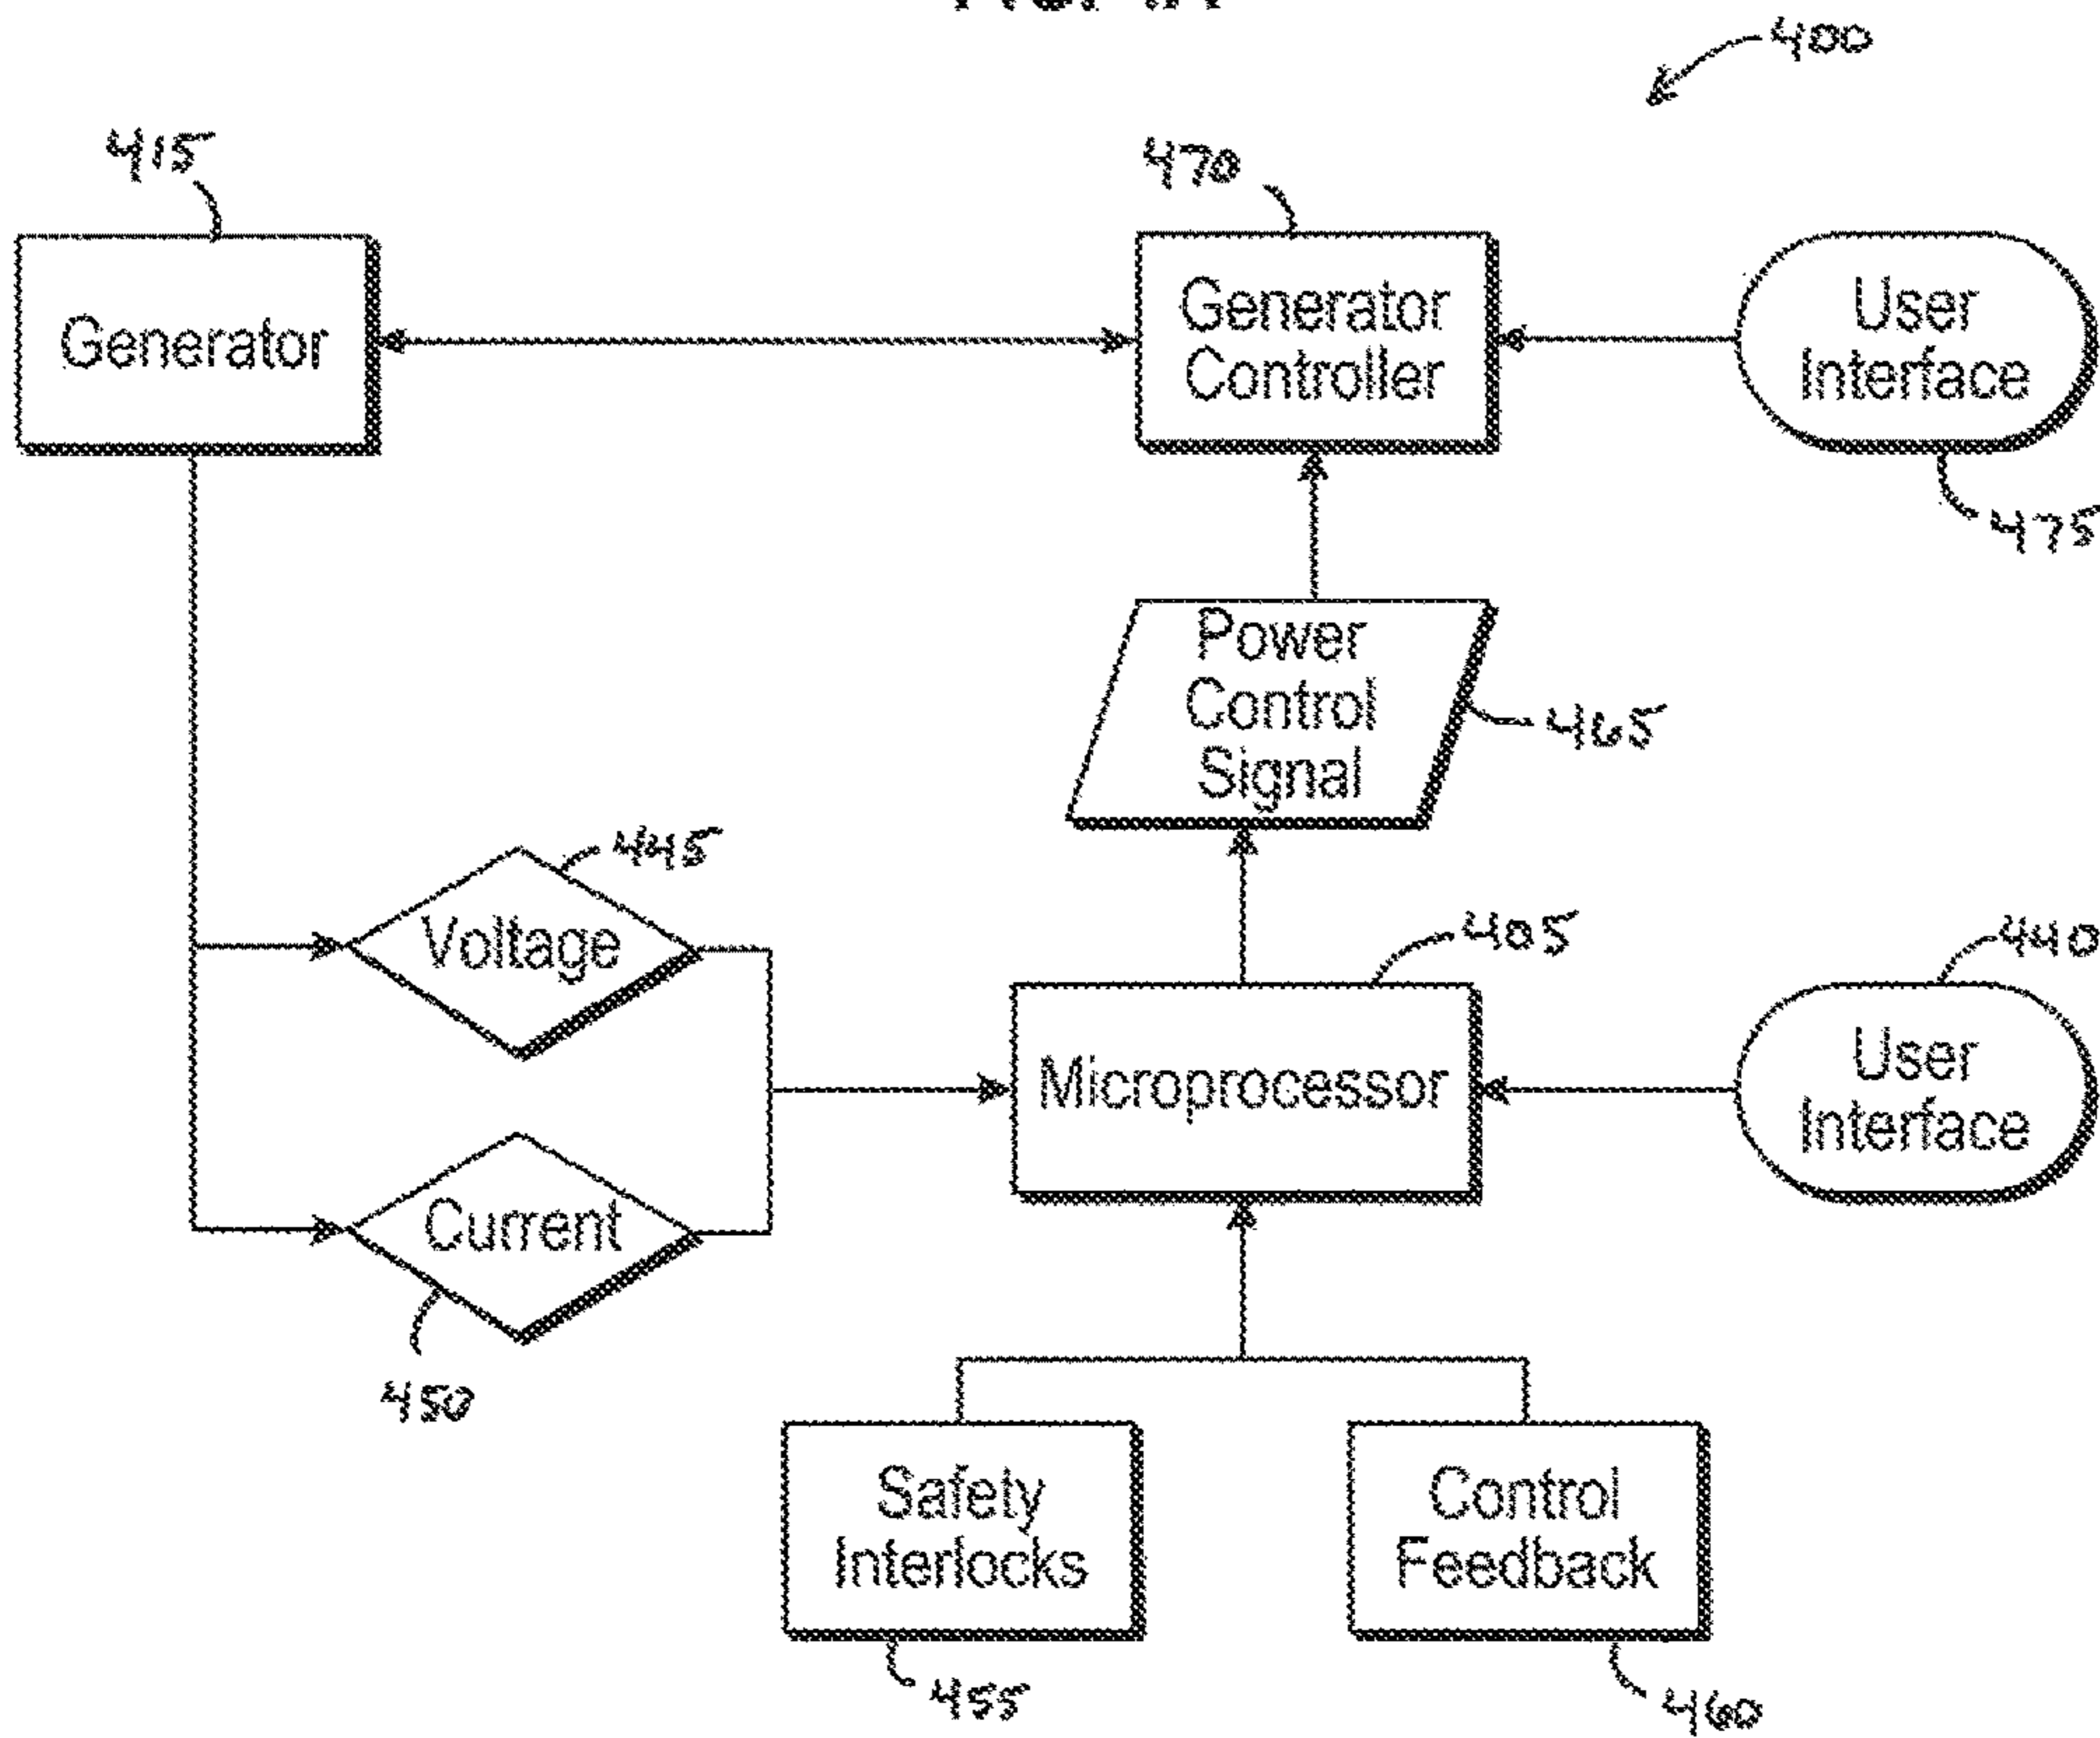 400
415
470
Generator
Generator
Controller
User
Interface
475
Power
Control
Signal
465
445
Voltage
405
440
Microprocessor
User
Interface
Current
450
Safety
Interlocks
Control
Feedback
455
460